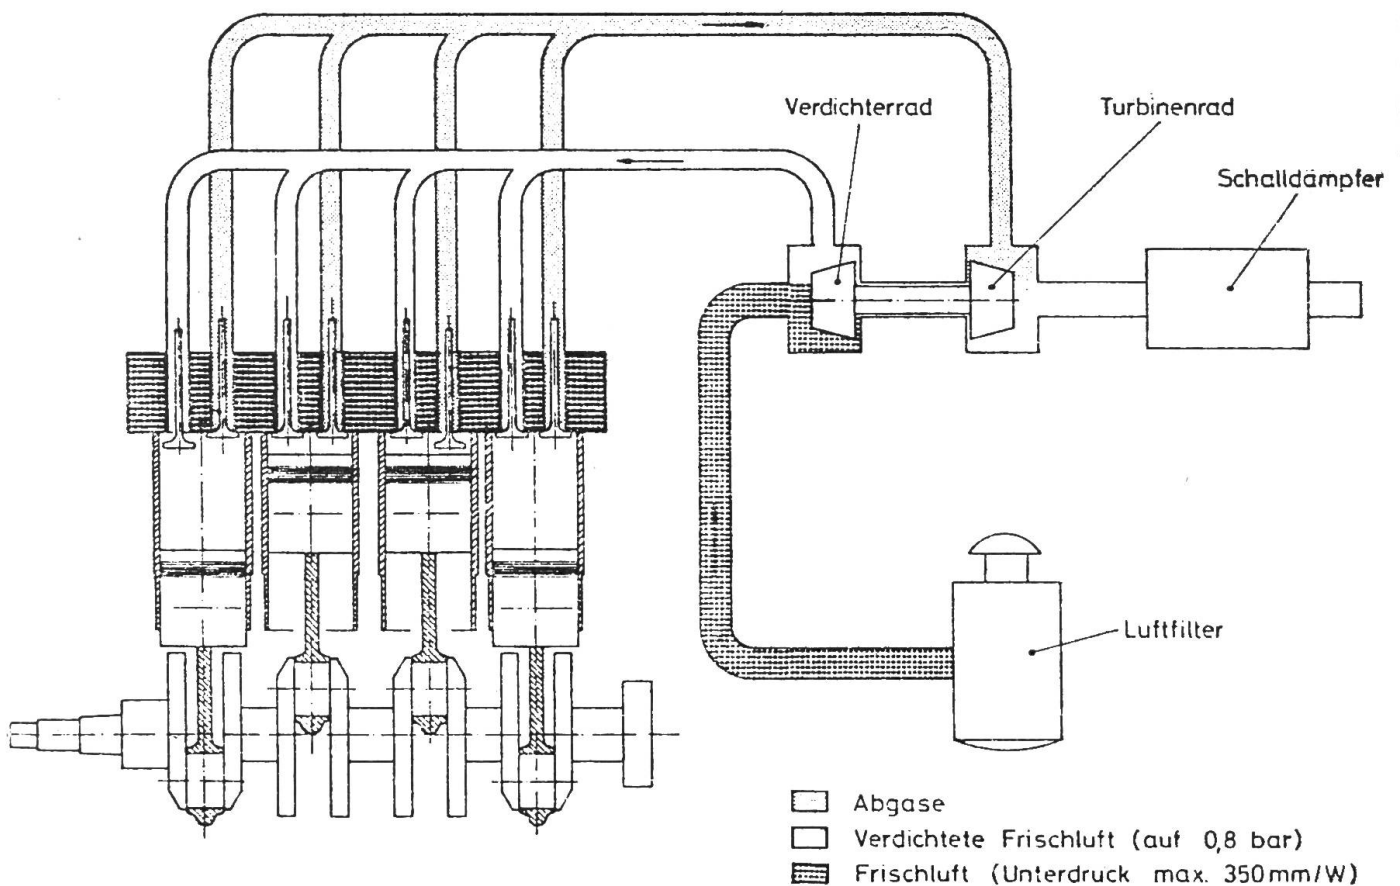 Verdichterrad
Turbinenrad
Schalldämpfer
Luftfilter
Abgase
Verdichtete Frischluft (auf 0,8 bar)
Frischluft (Unterdruck max. 350mm/W)